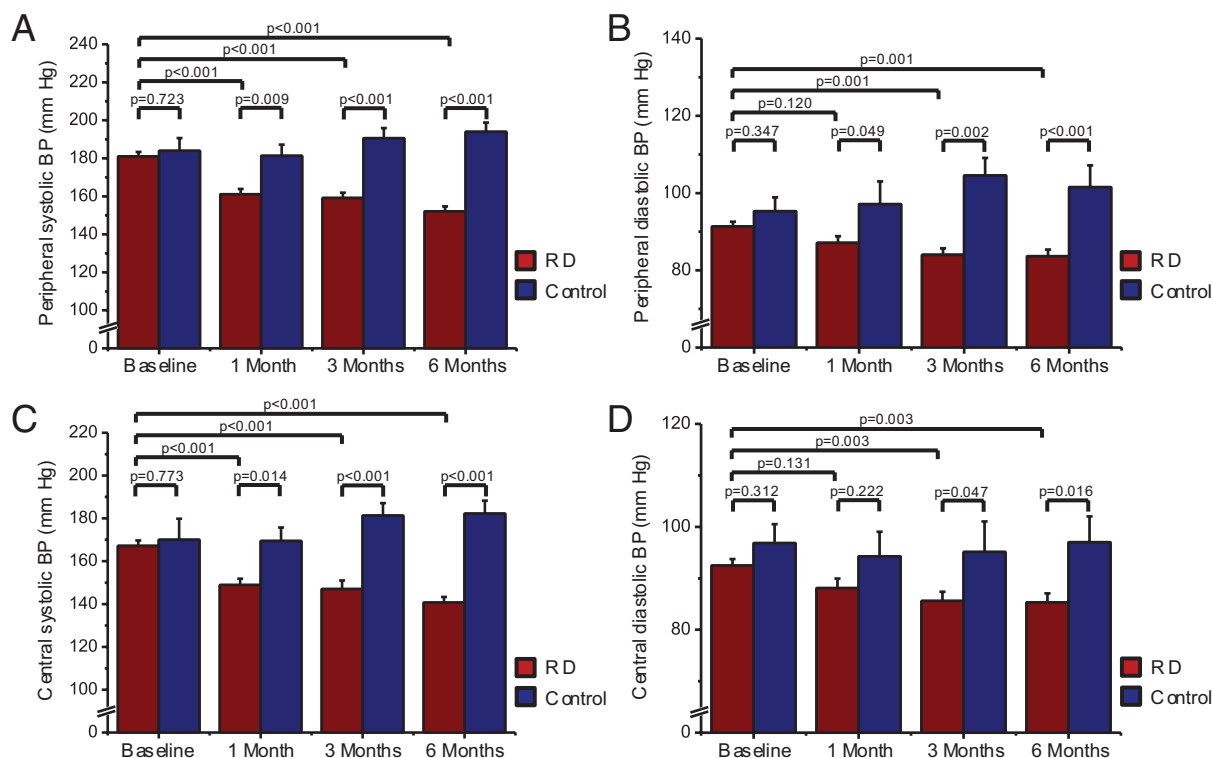 A
Peripheral systolic BP (mm Hg)
240
220
200
180
160
140
120
100
0
p<0.001
p<0.001
p<0.001
p=0.723
p=0.009
p<0.001
p<0.001
RD
Control
Baseline
1 Month
3 Months
6 Months
B
Peripheral diastolic BP (mm Hg)
140
120
100
80
0
p=0.001
p=0.001
p=0.120
p=0.347
p=0.049
p=0.002
p<0.001
RD
Control
Baseline
1 Month
3 Months
6 Months
C
Central systolic BP (mm Hg)
220
200
180
160
140
120
100
0
p<0.001
p<0.001
p<0.001
p=0.773
p=0.014
p<0.001
p<0.001
RD
Control
Baseline
1 Month
3 Months
6 Months
D
Central diastolic BP (mm Hg)
120
100
80
0
p=0.003
p=0.003
p=0.131
p=0.312
p=0.222
p=0.047
p=0.016
RD
Control
Baseline
1 Month
3 Months
6 Months